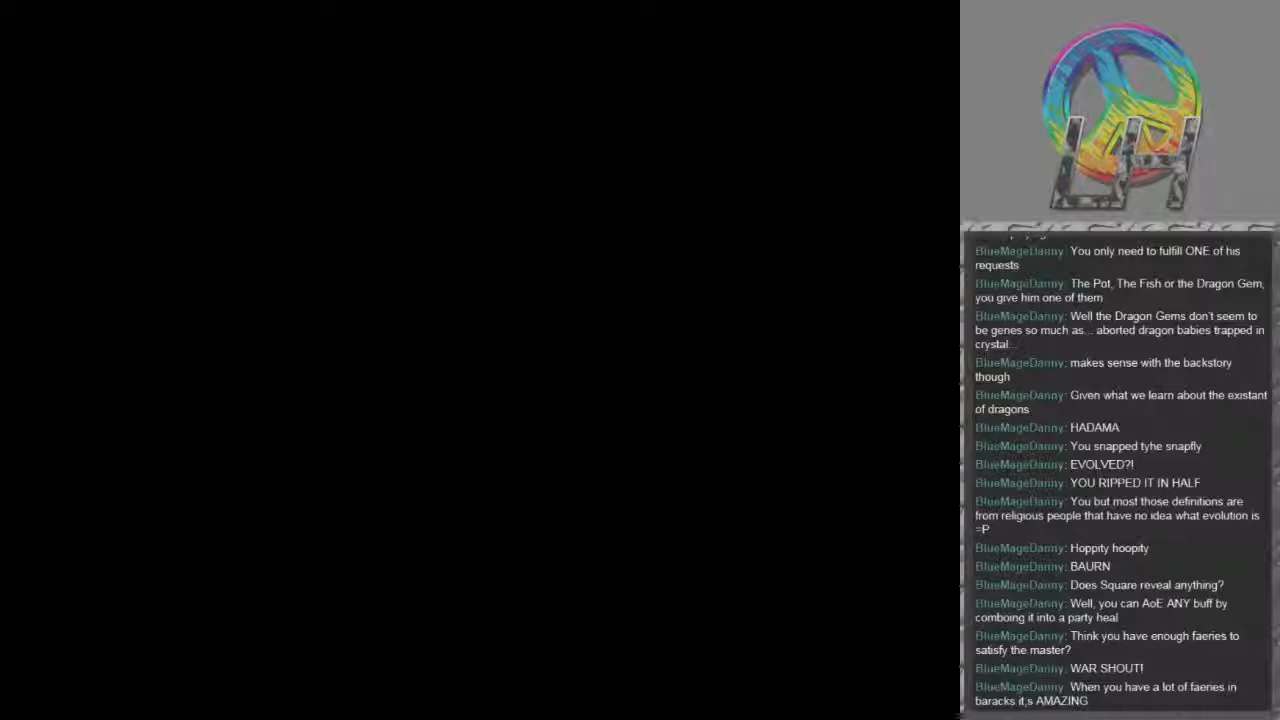 LH
BlueMageDanny: You only need to fulfill ONE of his
requests
BlueMageDanny: The Pot, The Fish or the Dragon Gem,
you give him one of them
BlueMageDanny: Well the Dragon Gems don't seem to
be genes so much as... aborted dragon babies trapped in
crystal...
BlueMageDanny: makes sense with the backstory
though
BlueMageDanny: Given what we learn about the existant
of dragons
BlueMageDanny: HADAMA
BlueMageDanny: You snapped tyhe snapfly
BlueMageDanny: EVOLVED?!
BlueMageDanny: YOU RIPPED IT IN HALF
BlueMageDanny: You but most those definitions are
from religious people that have no idea what evolution is
=P
BlueMageDanny: Hoppity hoopity
BlueMageDanny: BAURN
BlueMageDanny: Does Square reveal anything?
BlueMageDanny: Well, you can AoE ANY buff by
comboing it into a party heal
BlueMageDanny: Think you have enough faeries to
satisfy the master?
BlueMageDanny: WAR SHOUT!
BlueMageDanny: When you have a lot of faeries in
baracks it,s AMAZING